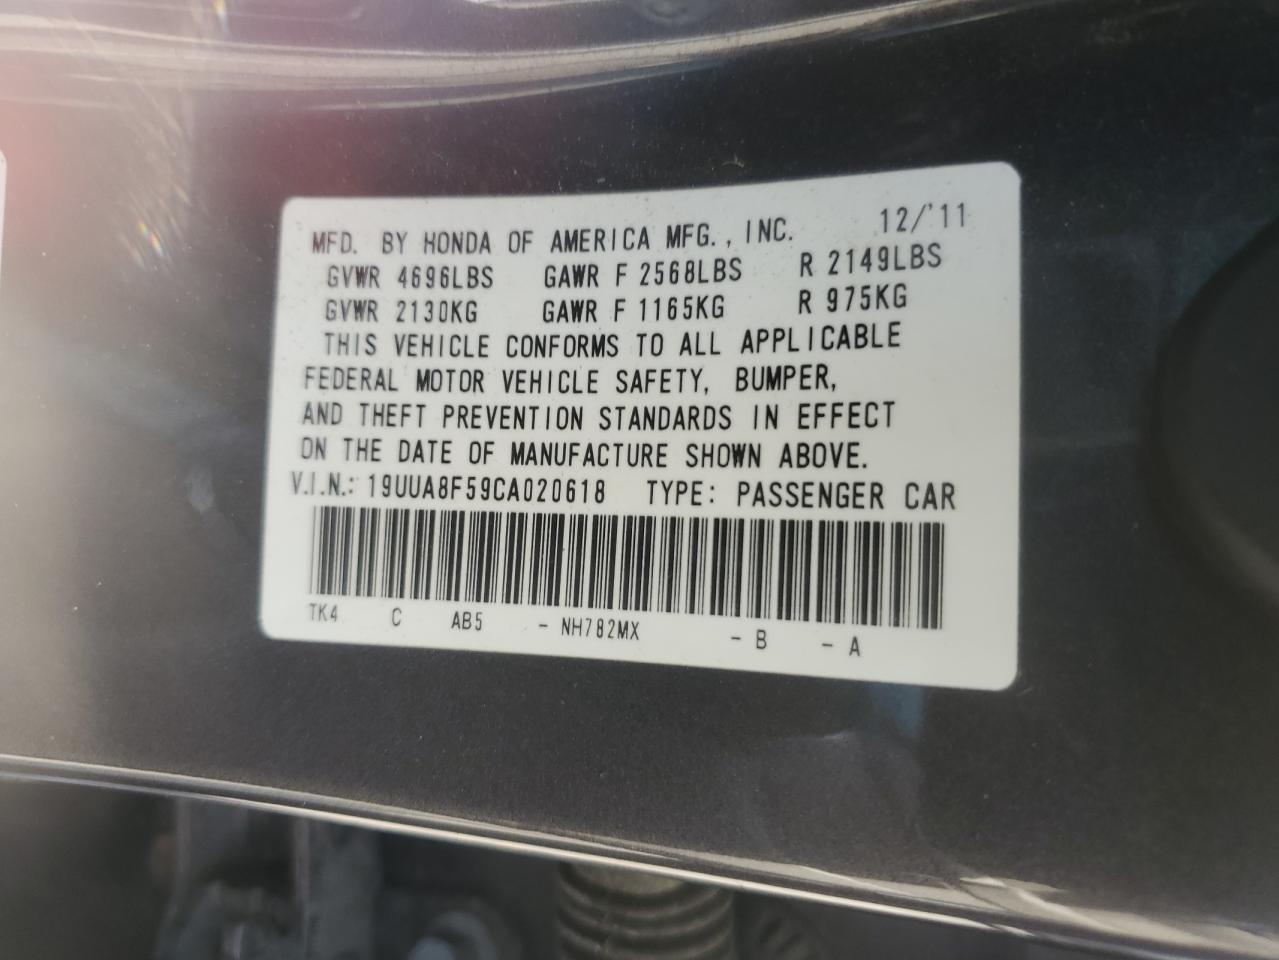 MFD. BY HONDA OF AMERICA MFG., INC. 12/'11
GVWR 4696LBS GAWR F 2568LBS R 2149LBS
GVWR 2130KG GAWR F 1165KG R 975KG
THIS VEHICLE CONFORMS TO ALL APPLICABLE
FEDERAL MOTOR VEHICLE SAFETY, BUMPER,
AND THEFT PREVENTION STANDARDS IN EFFECT
ON THE DATE OF MANUFACTURE SHOWN ABOVE.
V.I.N.: 19UUA8F59CA020618 TYPE: PASSENGER CAR
TK4 C AB5 - NH782MX - B - A